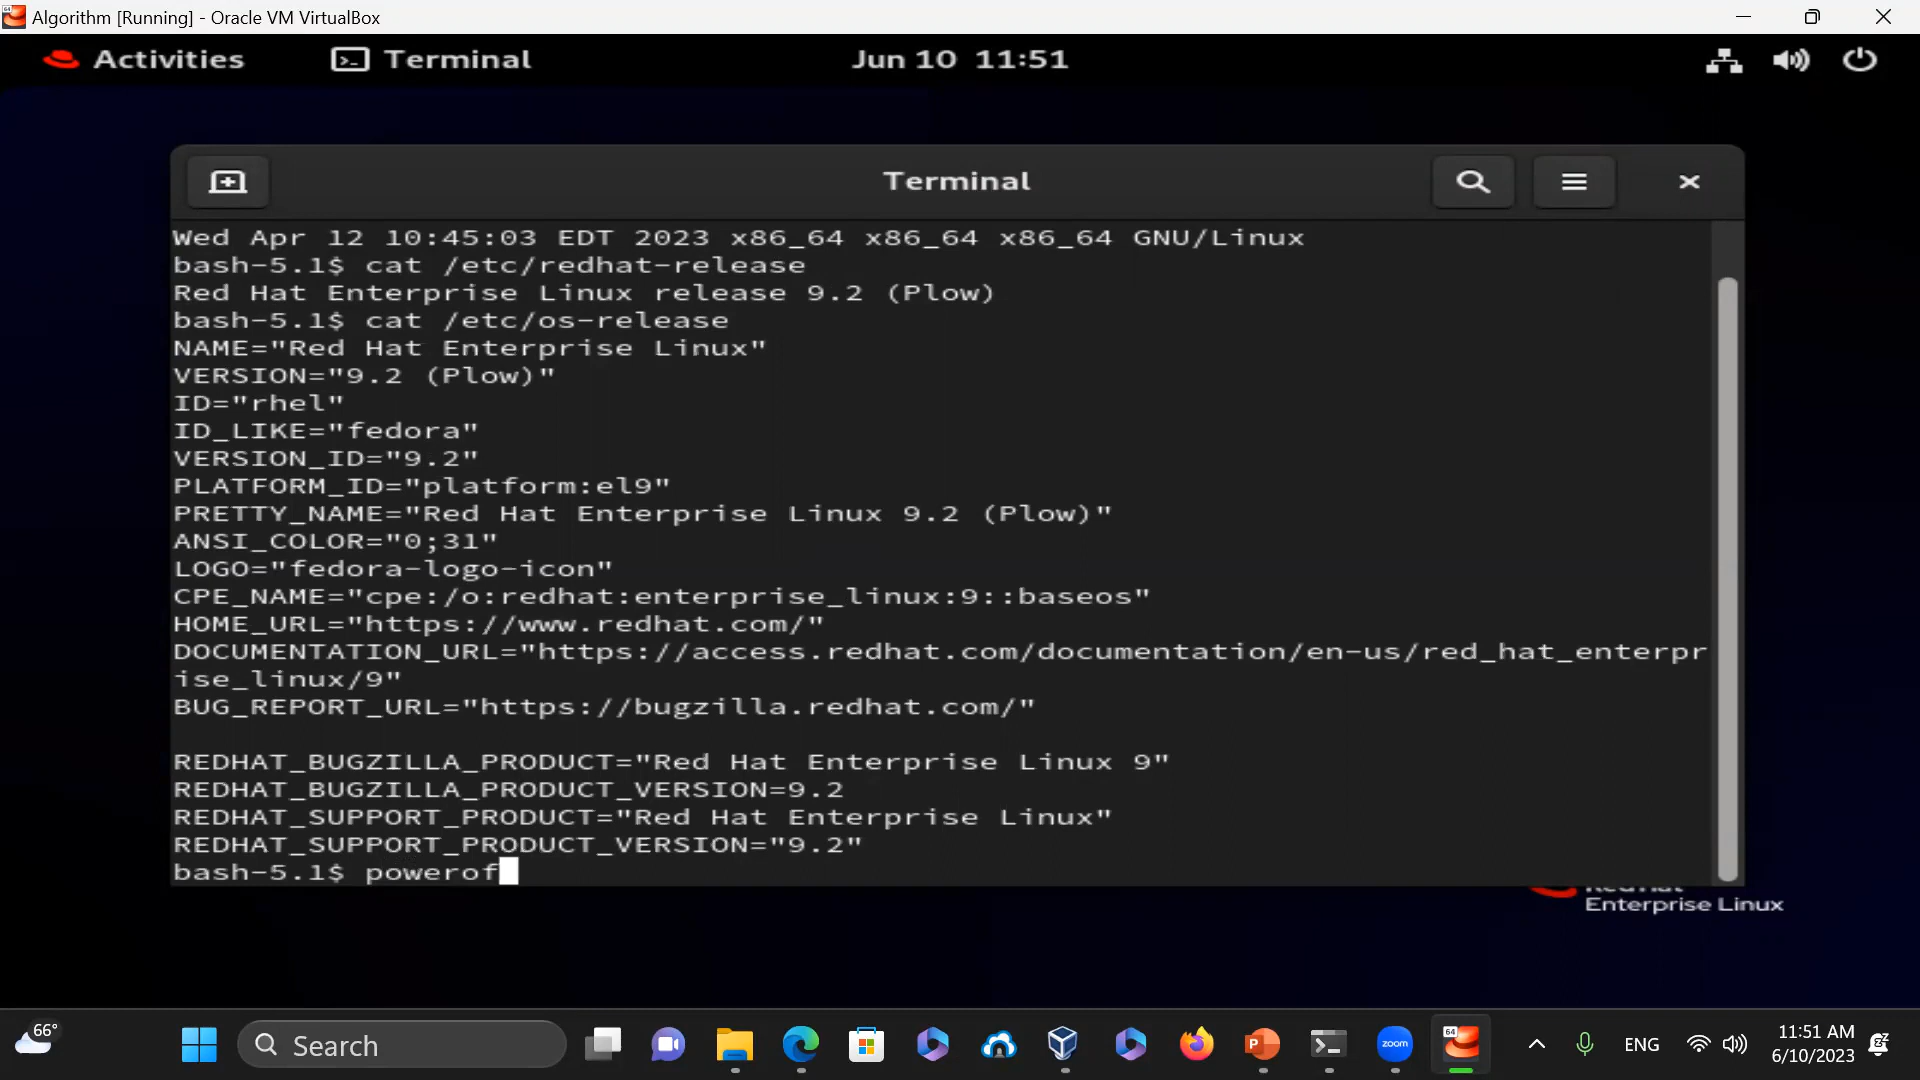 Algorithm [Running] - Oracle VM VirtualBox
Activities
Terminal
Jun 10 11:51
Terminal
Wed Apr 12 10:45:03 EDT 2023 x86_64 x86_64 x86_64 GNU/Linux
bash-5.1$ cat /etc/redhat-release
Red Hat Enterprise Linux release 9.2 (Plow)
bash-5.1$ cat /etc/os-release
NAME="Red Hat Enterprise Linux"
VERSION="9.2 (Plow)"
ID="rhel"
ID_LIKE="fedora"
VERSION_ID="9.2"
PLATFORM_ID="platform:el9"
PRETTY_NAME="Red Hat Enterprise Linux 9.2 (Plow)"
ANSI_COLOR="0;31"
LOGO="fedora-logo-icon"
CPE_NAME="cpe:/o:redhat:enterprise_linux:9::baseos"
HOME_URL="https://www.redhat.com/"
DOCUMENTATION_URL="https://access.redhat.com/documentation/en-us/red_hat_enterpr
ise_linux/9"
BUG_REPORT_URL="https://bugzilla.redhat.com/"
REDHAT_BUGZILLA_PRODUCT="Red Hat Enterprise Linux 9"
REDHAT_BUGZILLA_PRODUCT_VERSION=9.2
REDHAT_SUPPORT_PRODUCT="Red Hat Enterprise Linux"
REDHAT_SUPPORT_PRODUCT_VERSION="9.2"
bash-5.1$ powerof
Enterprise Linux
66°
Search
zoom
64
ENG
11:51 AM
6/10/2023